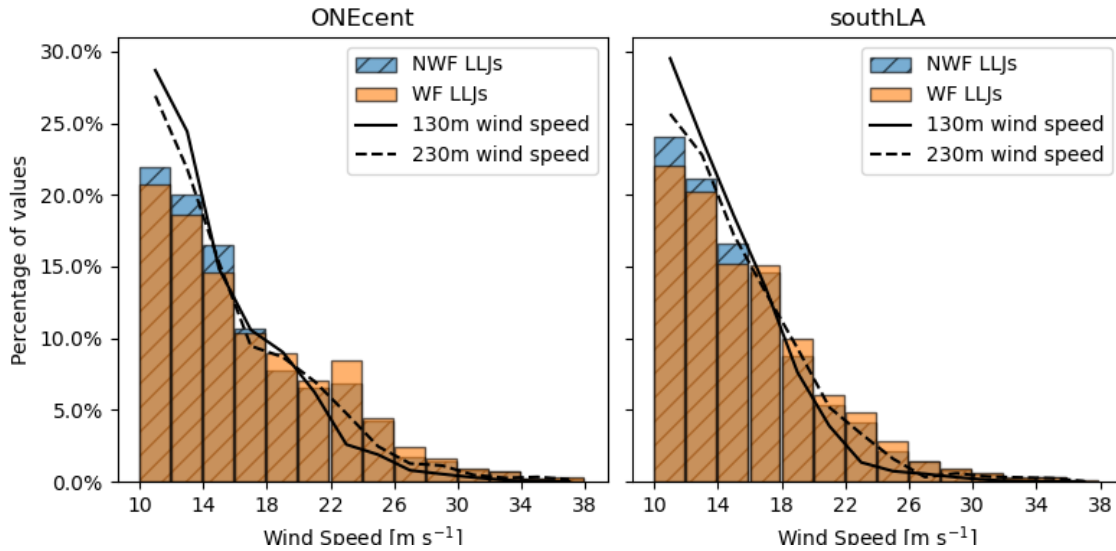 ONEcent
southLA
30.0%
25.0%
20.0%
15.0%
10.0%
5.0%
0.0%
Percentage of values
NWF LLJs
WF LLJs
130m wind speed
230m wind speed
NWF LLJs
WF LLJs
130m wind speed
230m wind speed
10 14 18 22 26 30 34 38
10 14 18 22 26 30 34 38
Wind Speed [m s⁻¹]
Wind Speed [m s⁻¹]